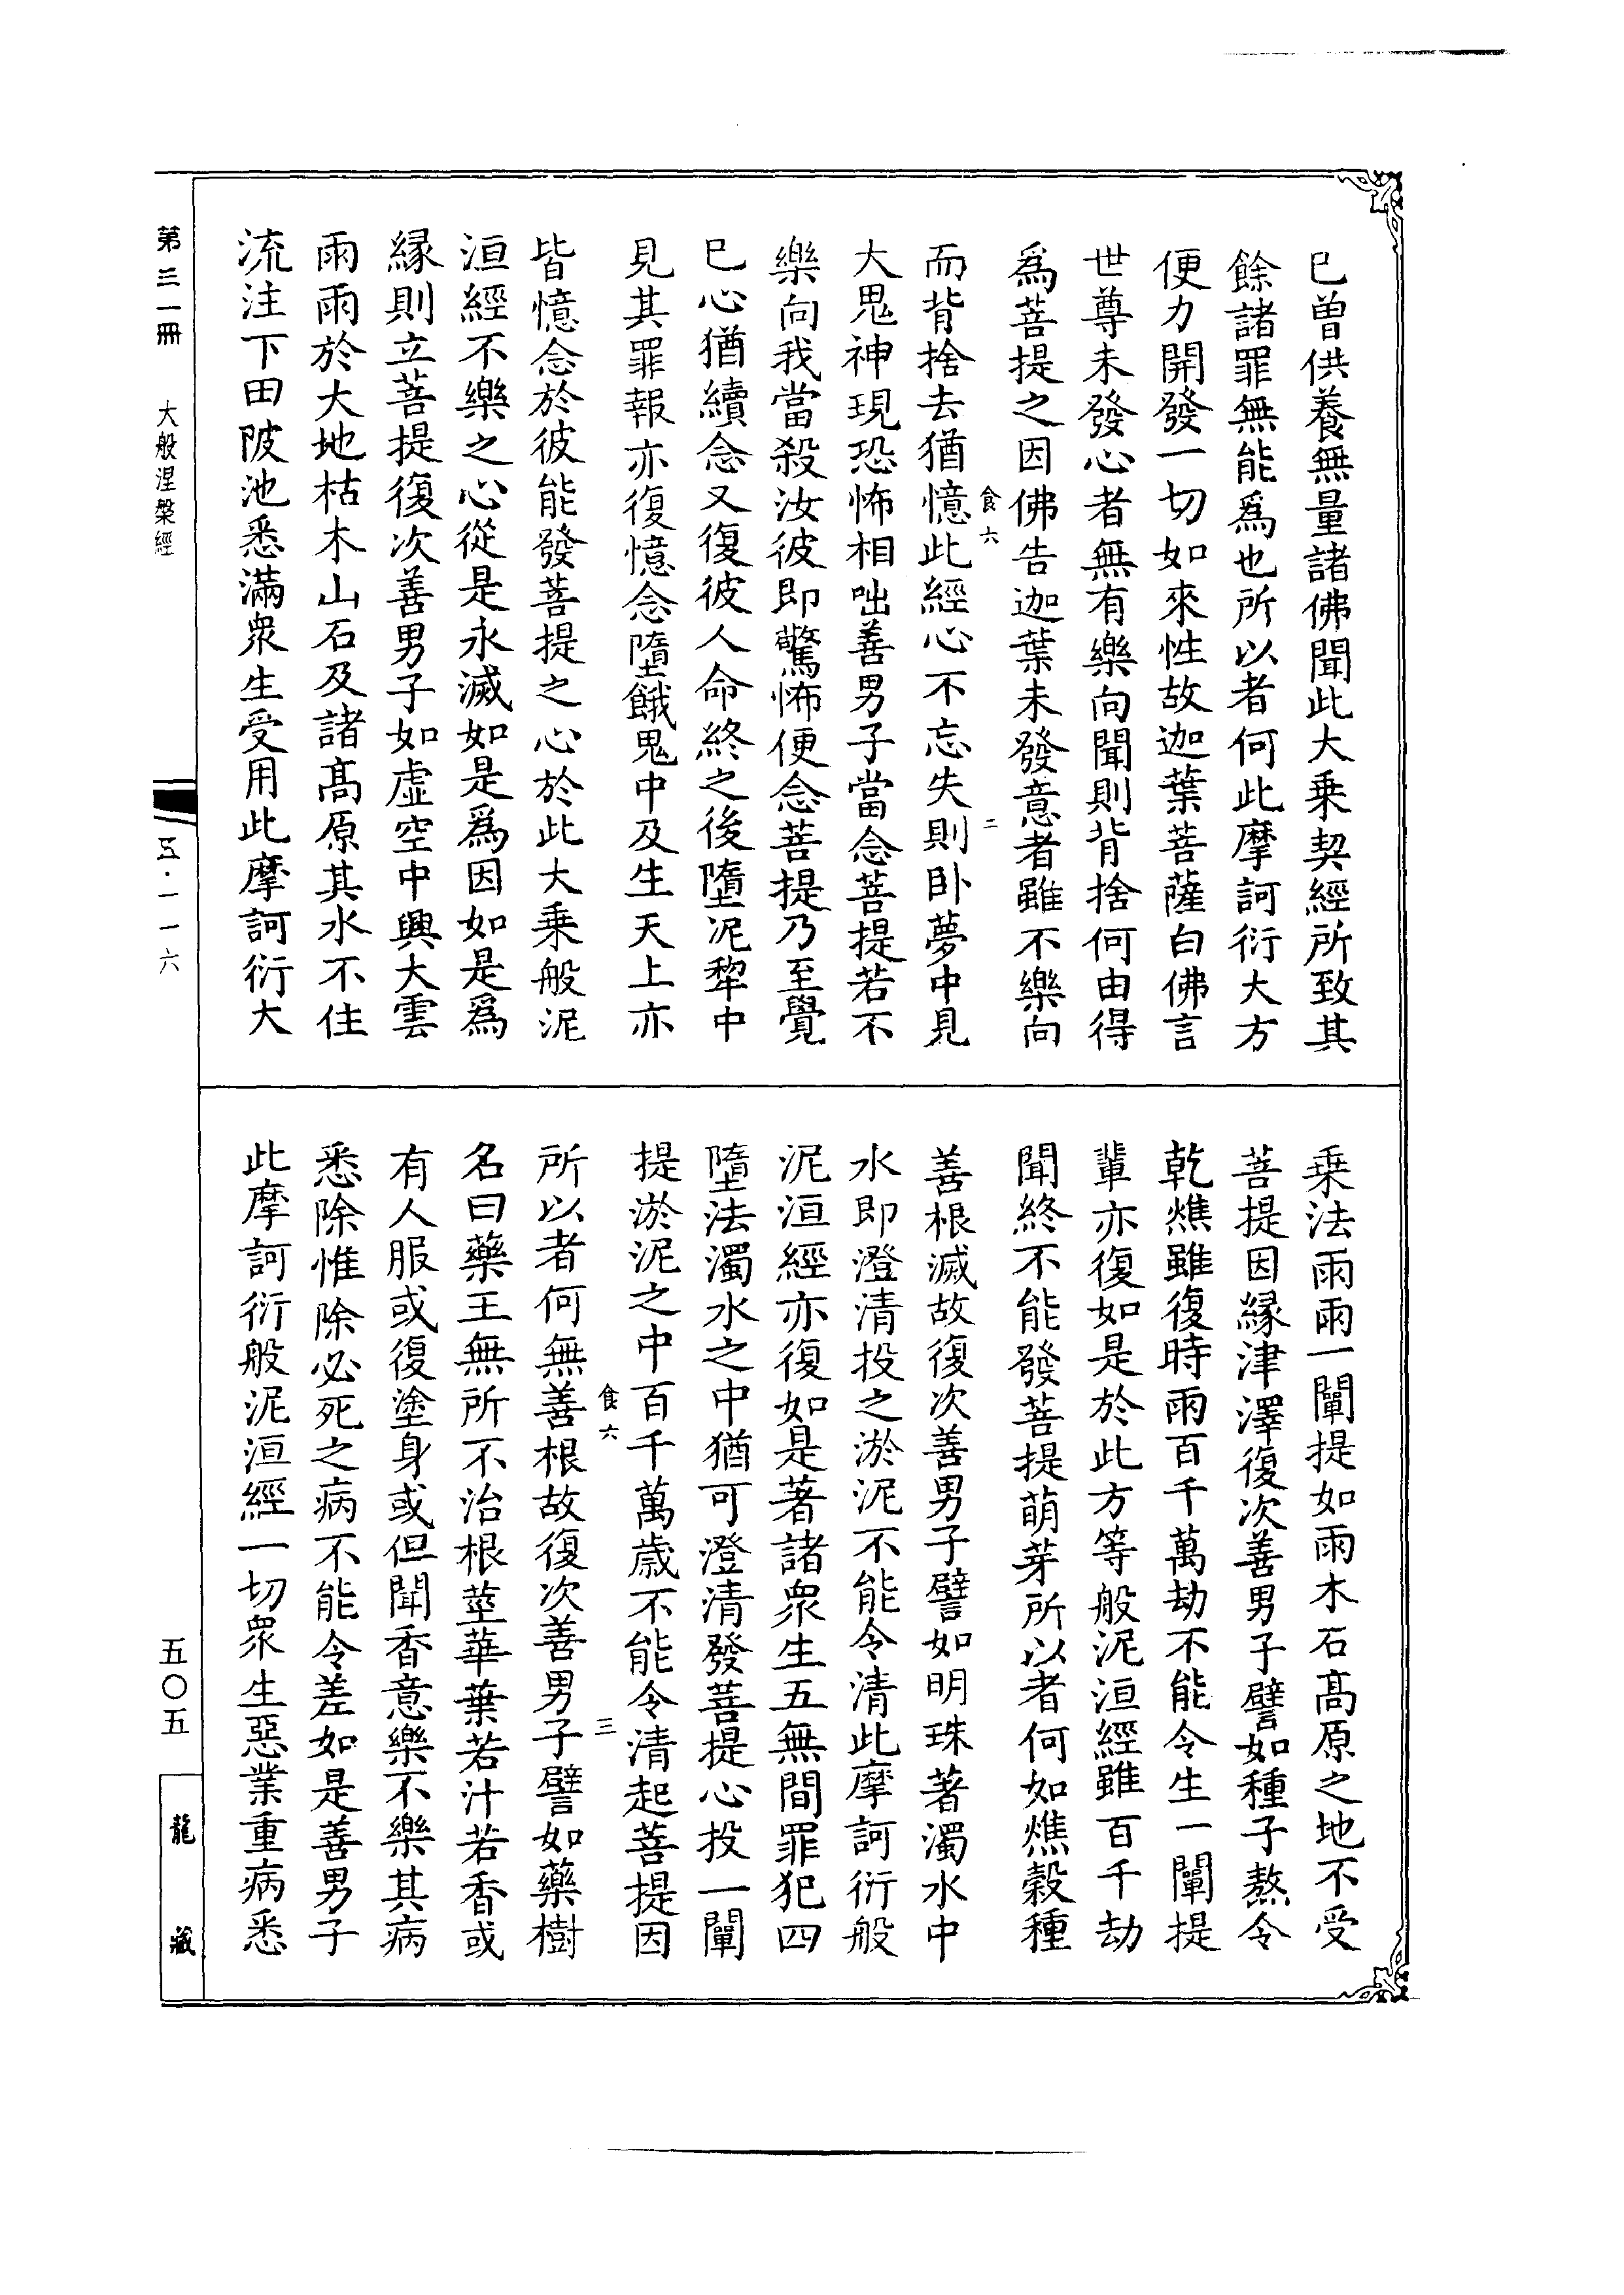 已曾供養無量諸佛聞此大乗契經所致其
餘諸罪無能爲也所以者何此摩訶衍大方
便力開發一切如來性故迦葉菩薩白佛言
世尊未發心者無有樂向聞則背捨何由得
爲菩提之因佛告迦葉未發意者雖不樂向
食六
二
而背捨去猶憶此經心不忘失則卧夢中見
大鬼神現恐怖相咄善男子當念菩提若不
樂向我當殺汝彼即驚怖便念菩提乃至覺
已心猶續念又復彼人命終之後墮泥犂中
見其罪報亦復憶念墮餓鬼中及生天上亦
皆憶念於彼能發菩提之心於此大乗般泥
洹經不樂之心從是永滅如是爲因如是爲
縁則立菩提復次善男子如虚空中興大雲
雨雨於大地枯木山石及諸髙原其水不住
流注下田陂池悉滿衆生受用此摩訶衍大
乗法雨雨一闡提如雨木石髙原之地不受
菩提因縁津澤復次善男子譬如種子熬令
乾燋雖復時雨百千萬劫不能令生一闡提
輩亦復如是於此方等般泥洹經雖百千劫
聞終不能發菩提萌芽所以者何如燋穀種
善根滅故復次善男子譬如明珠著濁水中
水即澄清投之淤泥不能令清此摩訶衍般
泥洹經亦復如是著諸衆生五無間罪犯四
墮法濁水之中猶可澄清發菩提心投一闡
提淤泥之中百千萬歳不能令清起菩提因
食六
三
所以者何無善根故復次善男子譬如藥樹
名曰藥王無所不治根莖華葉若汁若香或
有人服或復塗身或但聞香意樂不樂其病
悉除惟除必死之病不能令差如是善男子
此摩訶衍般泥洹經一切衆生惡業重病悉
第三一冊 大般涅槃經
五·一一六
五〇五
龍藏